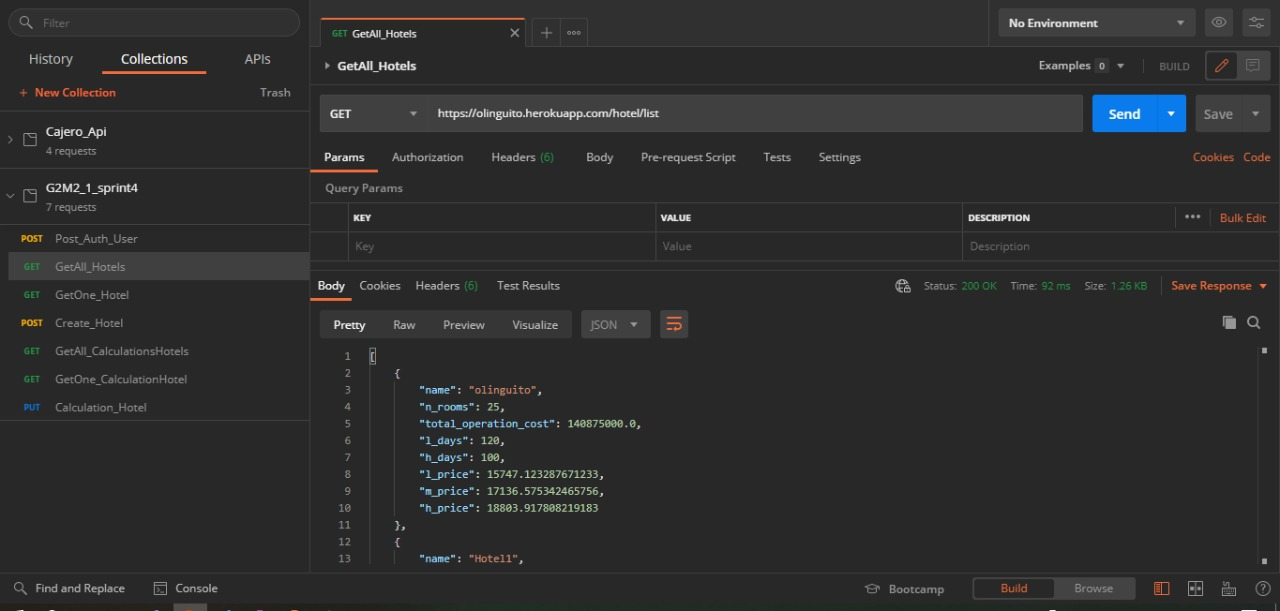 Filter
History Collections APIs
+ New Collection Trash
Cajero_Api
4 requests
G2M2_1_sprint4
7 requests
POST Post_Auth_User
GET GetAll_Hotels
GET GetOne_Hotel
POST Create_Hotel
GET GetAll_CalculationsHotels
GET GetOne_CalculationHotel
PUT Calculation_Hotel
GET GetAll_Hotels
No Environment
GetAll_Hotels
Examples 0 BUILD
GET https://olinguito.herokuapp.com/hotel/list Send Save
Params Authorization Headers (6) Body Pre-request Script Tests Settings Cookies Code
Query Params
KEY VALUE DESCRIPTION Bulk Edit
Key Value Description
Body Cookies Headers (6) Test Results Status: 200 OK Time: 92 ms Size: 1.26 KB Save Response
Pretty Raw Preview Visualize JSON
1 [
2 {
3 "name": "olinguito",
4 "n_rooms": 25,
5 "total_operation_cost": 140875000.0,
6 "l_days": 120,
7 "h_days": 100,
8 "l_price": 15747.123287671233,
9 "m_price": 17136.575342465756,
10 "h_price": 18803.917808219183
11 },
12 {
13 "name": "Hotel1",
Find and Replace Console Bootcamp Build Browse